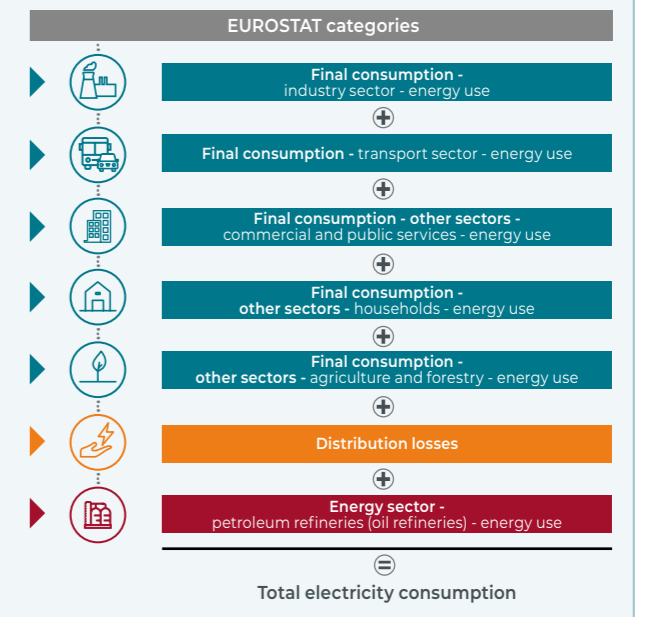 EUROSTAT categories
Final consumption -
industry sector - energy use
+
Final consumption - transport sector - energy use
+
Final consumption - other sectors -
commercial and public services - energy use
+
Final consumption -
other sectors - households - energy use
+
Final consumption -
other sectors - agriculture and forestry - energy use
+
Distribution losses
+
Energy sector -
petroleum refineries (oil refineries) - energy use
=
Total electricity consumption